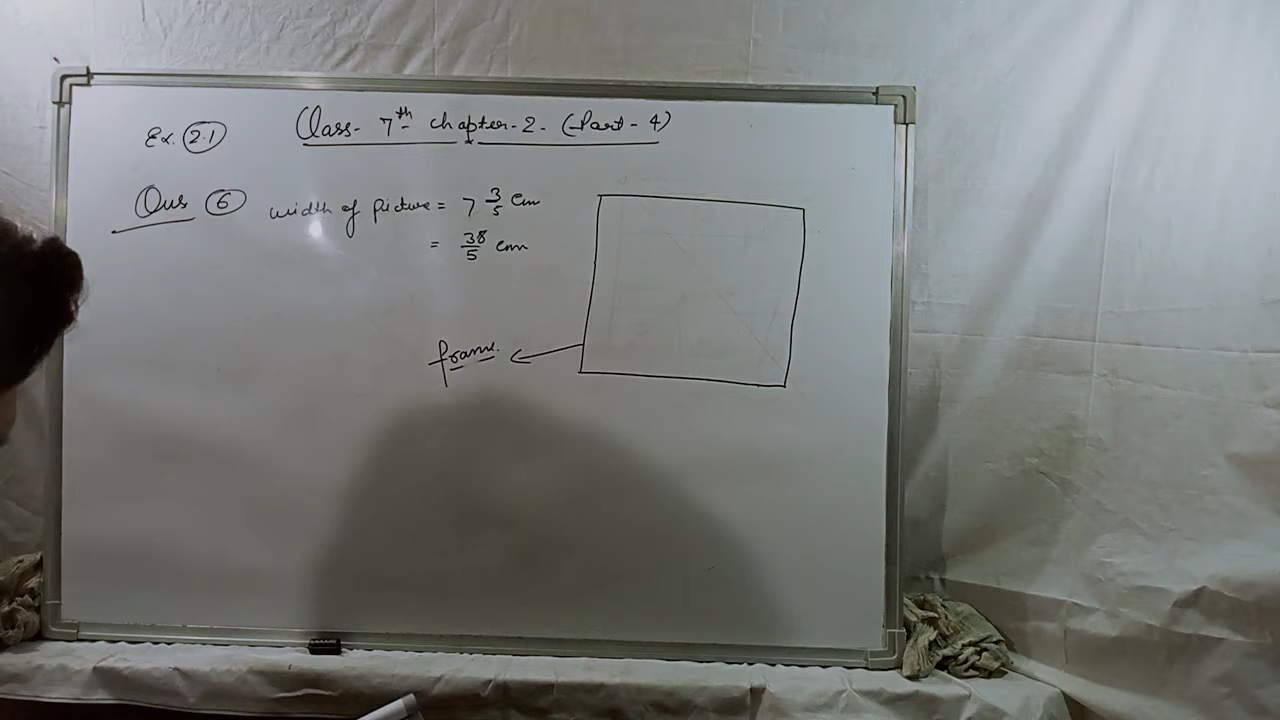 Ex. 2.1 Class- 7th chapter-2- (Part-4)
Ques 6 width of picture = 7 3/5 cm
= 38/5 cm
frame.